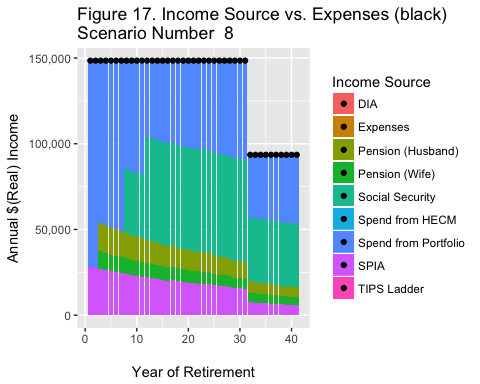 Figure 17. Income Source vs. Expenses (black)
Scenario Number  8
150,000
100,000
50,000
0
0
10
20
30
40
Annual $(Real) Income
Year of Retirement
Income Source
DIA
Expenses
Pension (Husband)
Pension (Wife)
Social Security
Spend from HECM
Spend from Portfolio
SPIA
TIPS Ladder